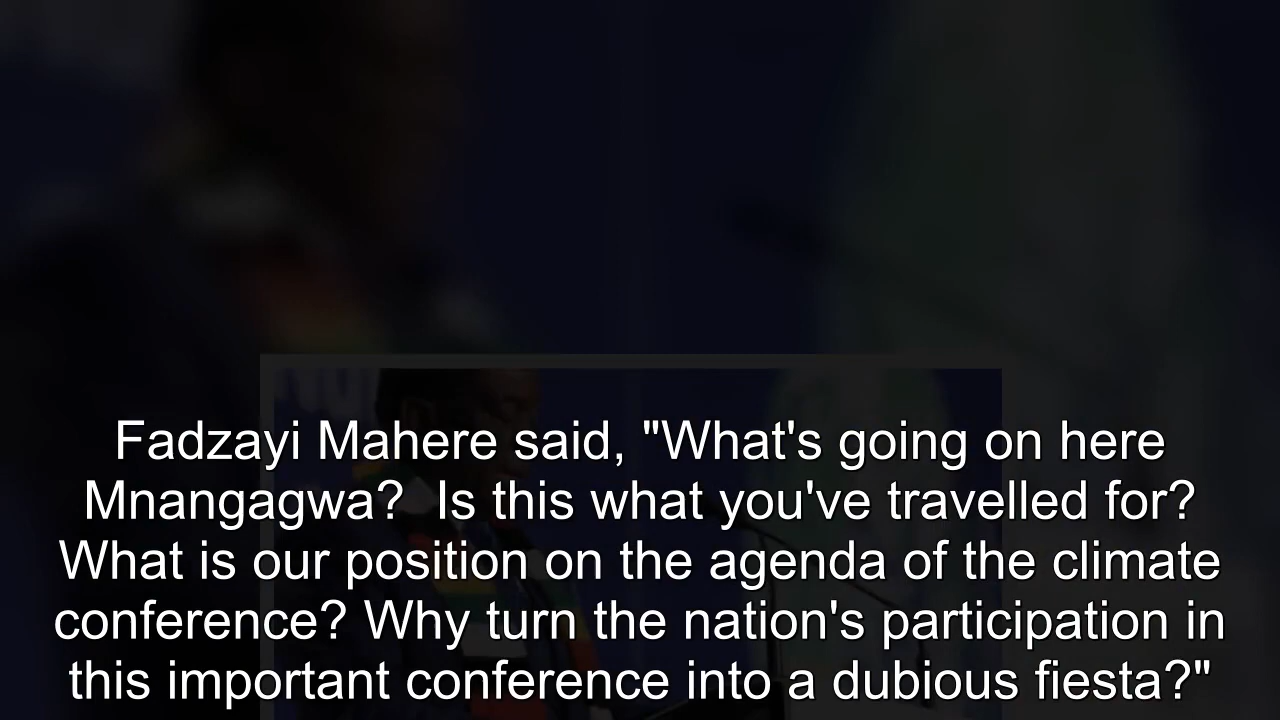 Fadzayi Mahere said, "What's going on here
Mnangagwa?  Is this what you've travelled for?
What is our position on the agenda of the climate
conference? Why turn the nation's participation in
this important conference into a dubious fiesta?"